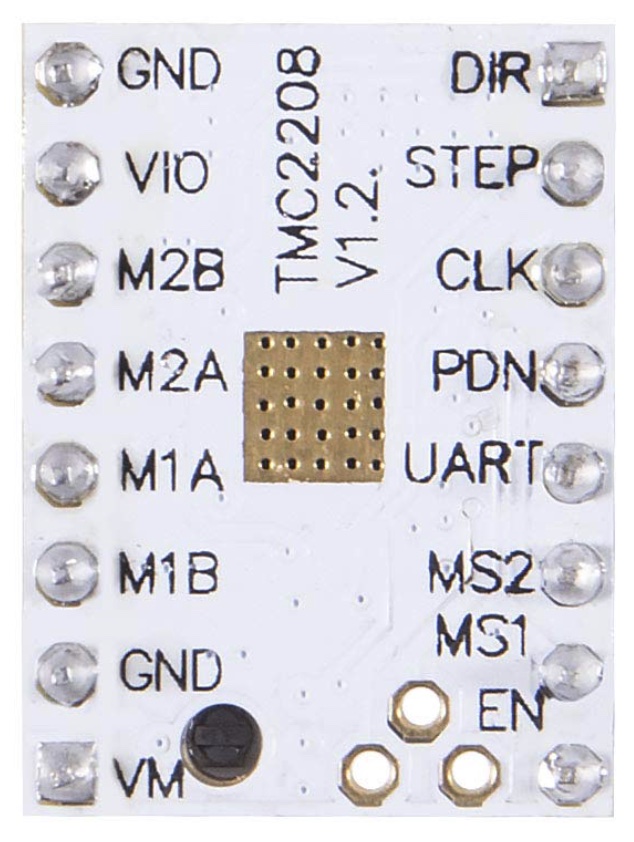 GND
VIO
M2B
M2A
M1A
M1B
GND
VM
TMC2208
V1.2.
DIR
STEP
CLK
PDN
UART
MS2
MS1
EN